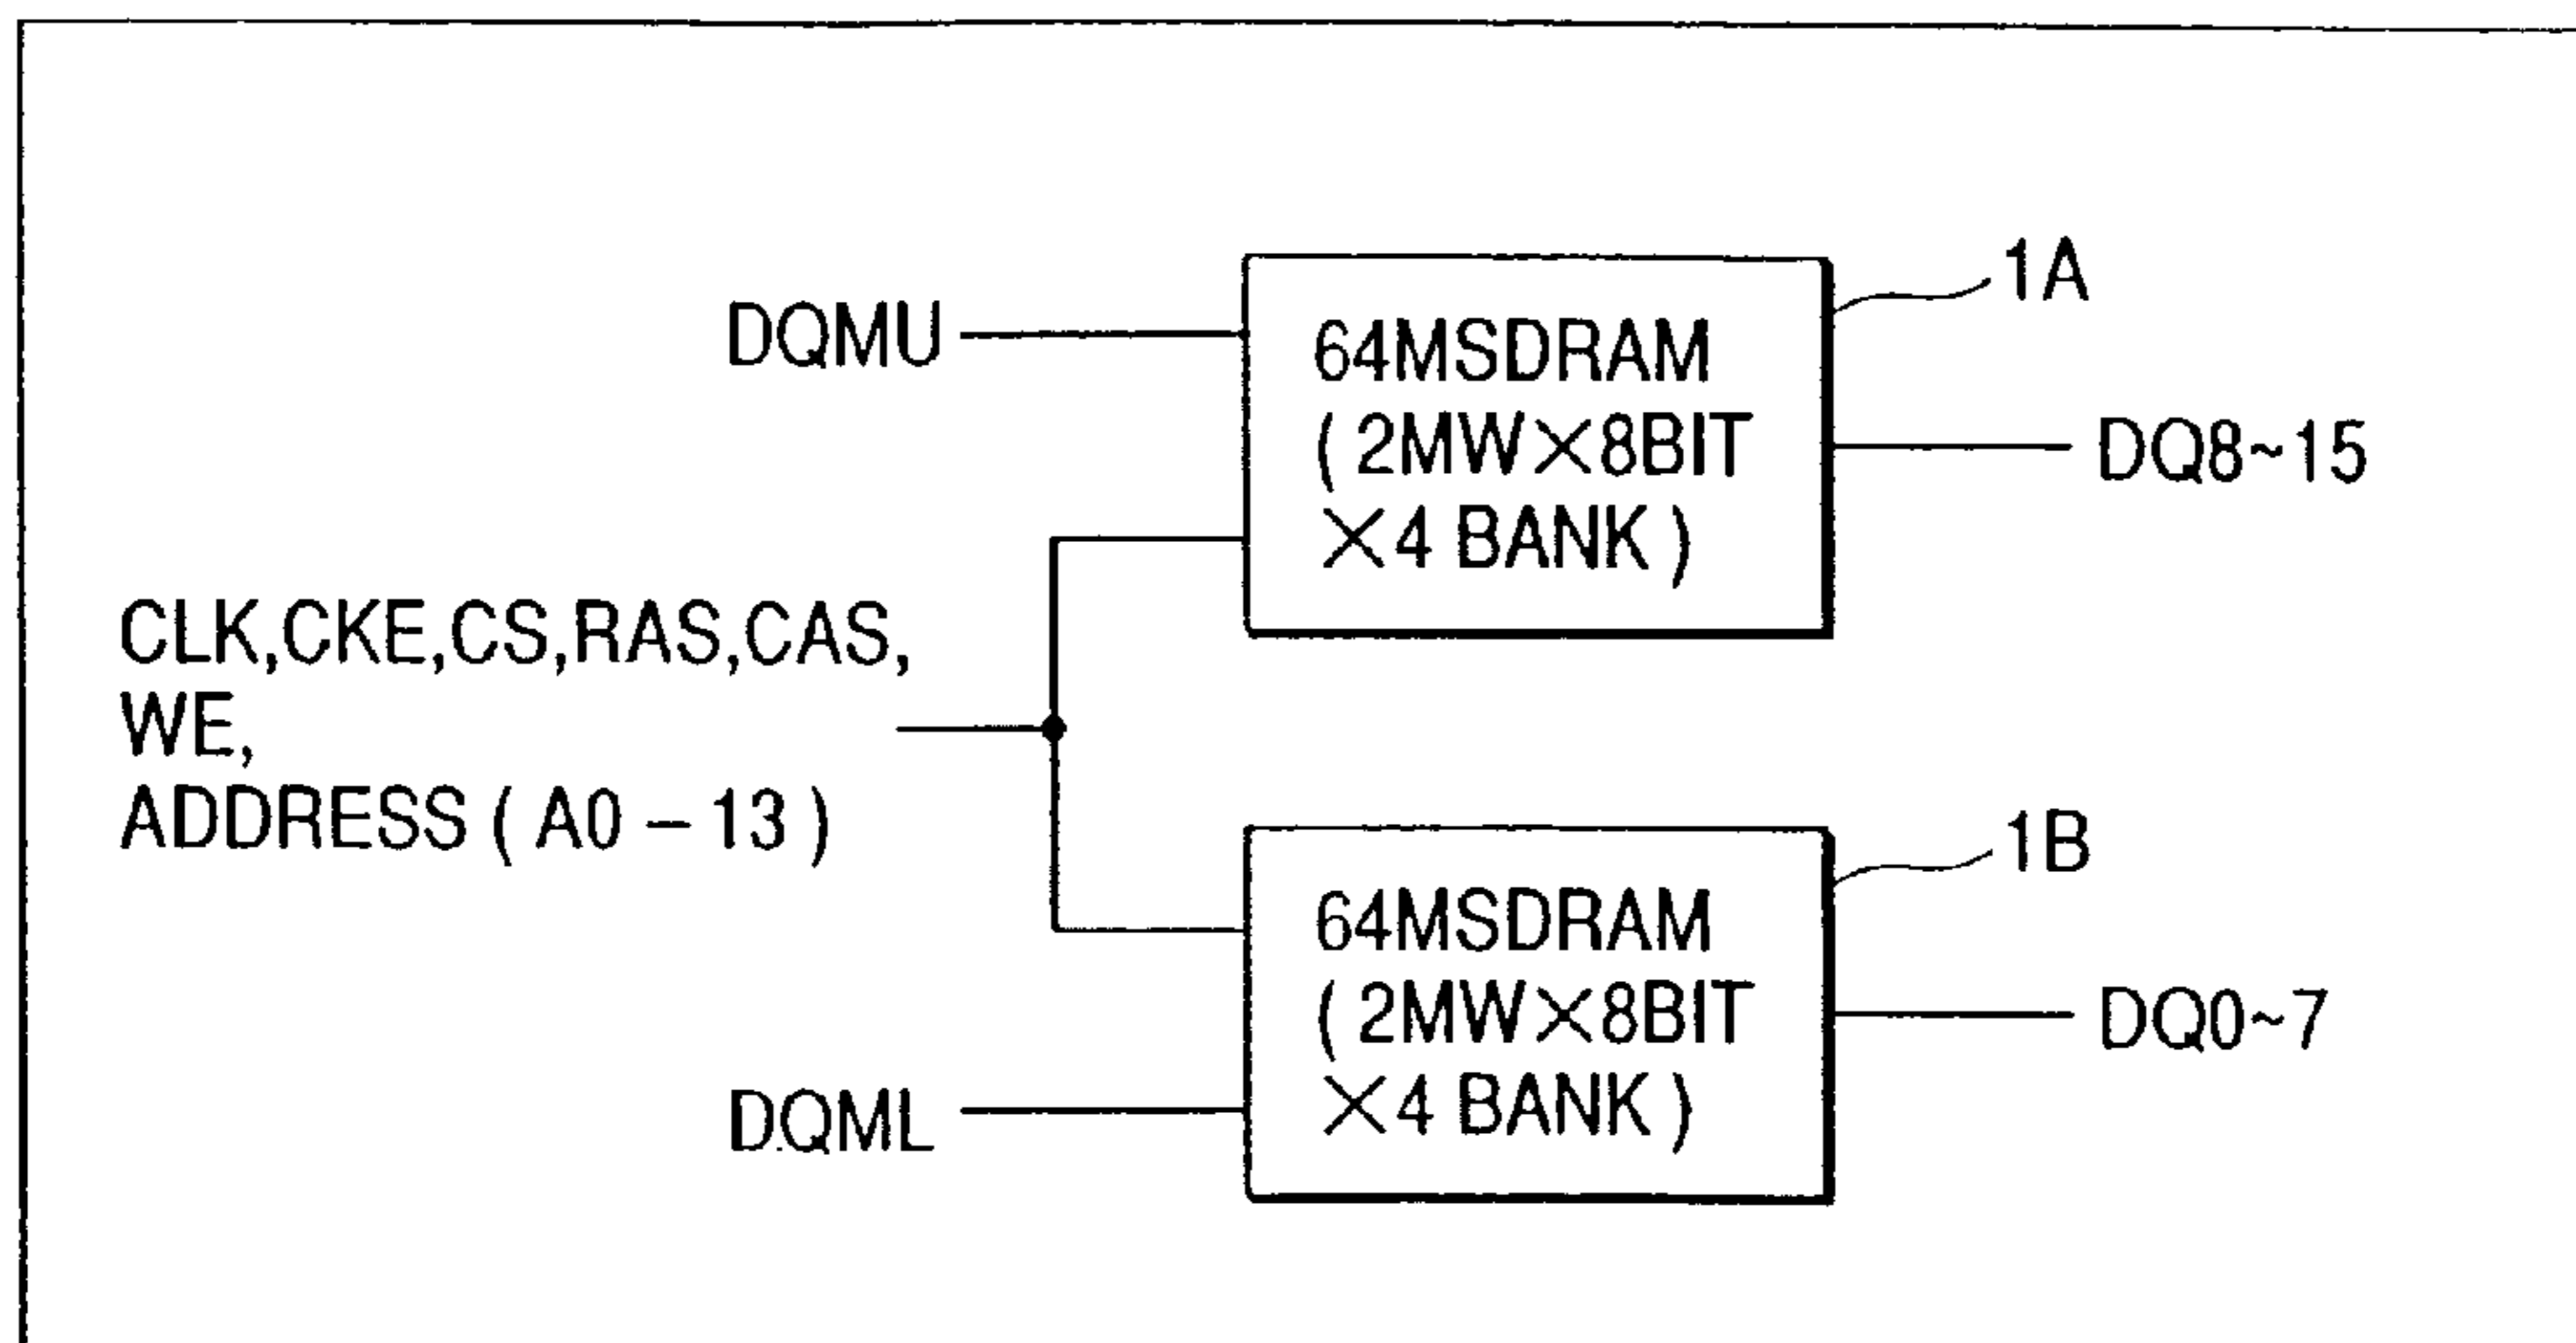 DQMU
64MSDRAM
( 2MW×8BIT
×4 BANK )
1A
DQ8~15
CLK,CKE,CS,RAS,CAS,
WE,
ADDRESS ( A0 – 13 )
64MSDRAM
( 2MW×8BIT
×4 BANK )
1B
DQ0~7
DQML